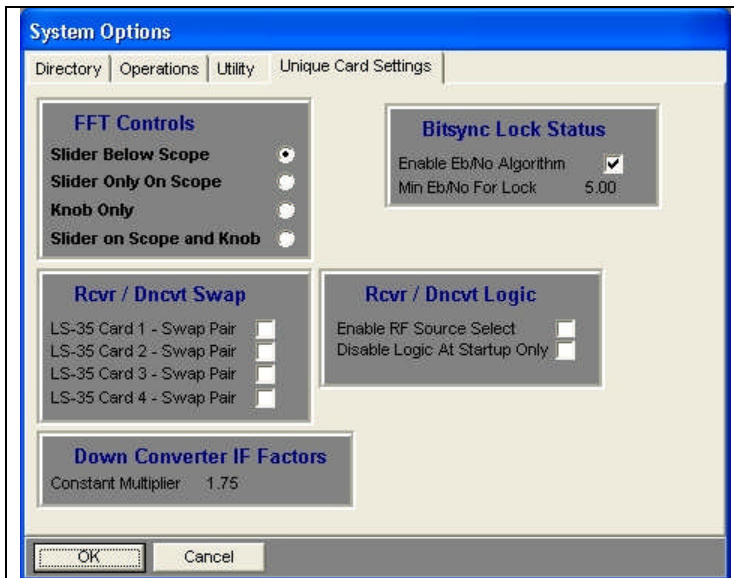 System Options
Directory Operations Utility Unique Card Settings
FFT Controls
Slider Below Scope
Slider Only On Scope
Knob Only
Slider on Scope and Knob
Bitsync Lock Status
Enable Eb/No Algorithm
Min Eb/No For Lock 5.00
Rcvr / Dncvt Swap
LS-35 Card 1 - Swap Pair
LS-35 Card 2 - Swap Pair
LS-35 Card 3 - Swap Pair
LS-35 Card 4 - Swap Pair
Rcvr / Dncvt Logic
Enable RF Source Select
Disable Logic At Startup Only
Down Converter IF Factors
Constant Multiplier 1.75
OK Cancel